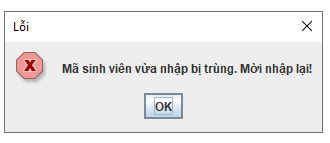 Lỗi
Mã sinh viên vừa nhập bị trùng. Mời nhập lại!
OK